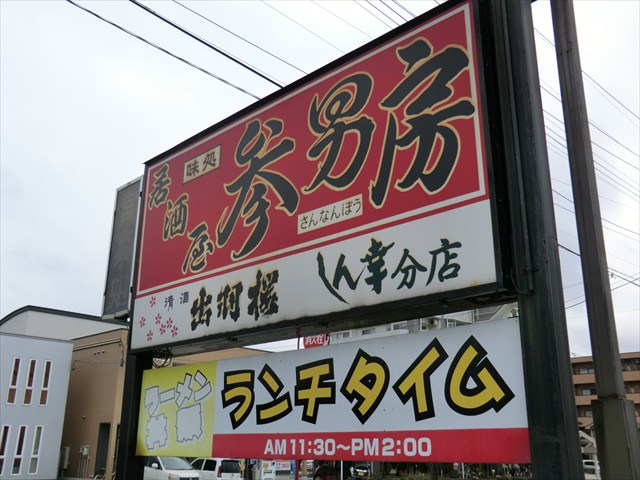 味処
居酒屋 参男房
さんなんぼう
清酒 出羽桜
しん幸分店
ラーメン
ランチタイム
AM 11:30〜PM 2:00